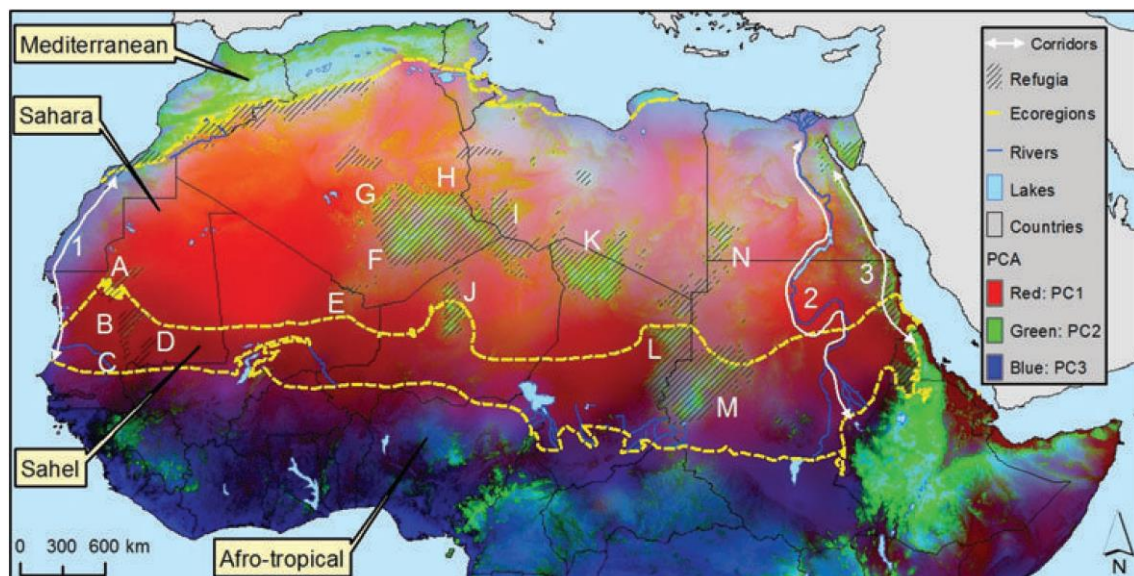 Mediterranean
Sahara
Sahel
Afro-tropical
1
A
B
C
D
E
F
G
H
I
J
K
L
M
N
2
3
Corridors
Refugia
Ecoregions
Rivers
Lakes
Countries
PCA
Red: PC1
Green: PC2
Blue: PC3
0 300 600 km
N